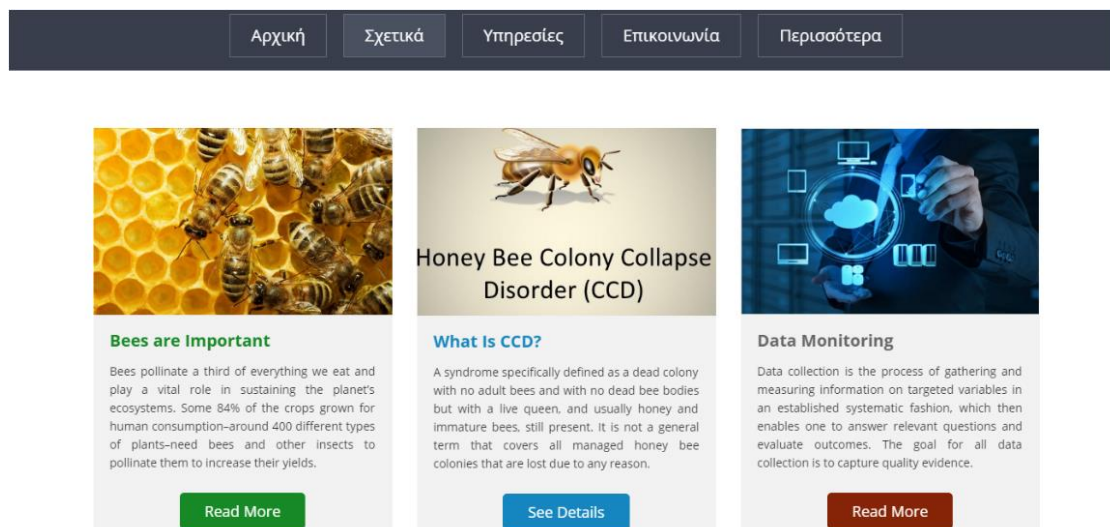 Αρχική Σχετικά Υπηρεσίες Επικοινωνία Περισσότερα
Honey Bee Colony Collapse
Disorder (CCD)
Bees are Important
Bees pollinate a third of everything we eat and
play a vital role in sustaining the planet's
ecosystems. Some 84% of the crops grown for
human consumption–around 400 different types
of plants–need bees and other insects to
pollinate them to increase their yields.
Read More
What Is CCD?
A syndrome specifically defined as a dead colony
with no adult bees and with no dead bee bodies
but with a live queen, and usually honey and
immature bees, still present. It is not a general
term that covers all managed honey bee
colonies that are lost due to any reason.
See Details
Data Monitoring
Data collection is the process of gathering and
measuring information on targeted variables in
an established systematic fashion, which then
enables one to answer relevant questions and
evaluate outcomes. The goal for all data
collection is to capture quality evidence.
Read More